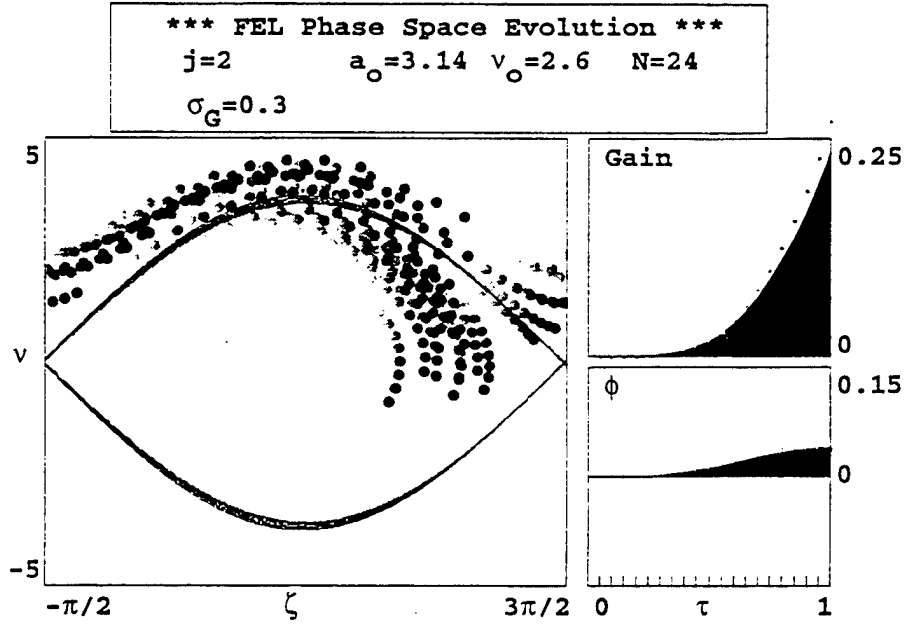 *** FEL Phase Space Evolution ***
j=2 a₀=3.14 ν₀=2.6 N=24
σ_G=0.3
5
Gain
0.25
ν
0
ϕ
0.15
0
-5
-π/2 ζ 3π/2 0 τ 1